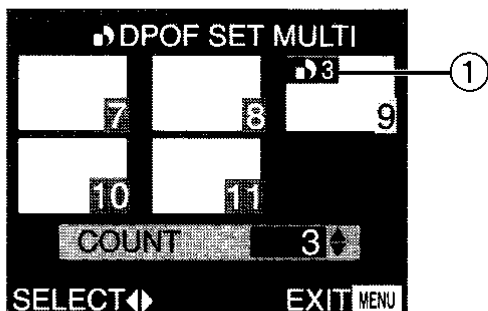 DPOF SET MULTI
3 ①
7 8 9
10 11
COUNT 3
SELECT EXIT MENU